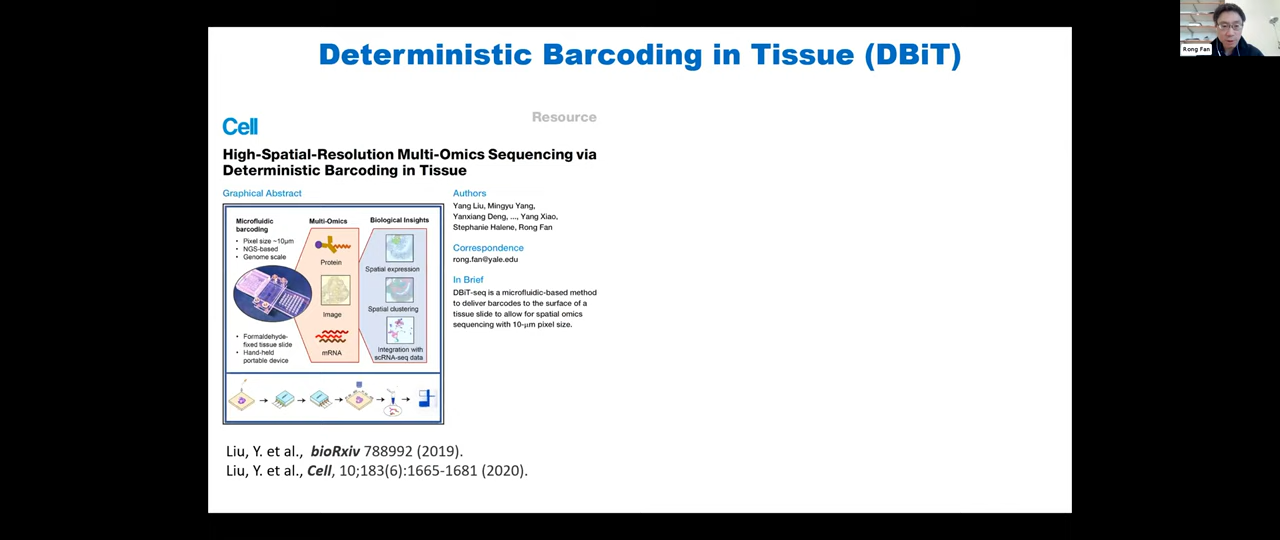 Deterministic Barcoding in Tissue (DBiT)
Rong Fan
Resource
Cell
High-Spatial-Resolution Multi-Omics Sequencing via
Deterministic Barcoding in Tissue
Graphical Abstract
Microfluidic
barcoding
• Pixel size ~10μm
• NGS-based
• Genome scale
• Formaldehyde-
fixed tissue slide
• Hand-held
portable device
Multi-Omics
Protein
Image
mRNA
Biological Insights
Spatial expression
Spatial clustering
Integration with
scRNA-seq data
Authors
Yang Liu, Mingyu Yang,
Yanxiang Deng, ..., Yang Xiao,
Stephanie Halene, Rong Fan
Correspondence
rong.fan@yale.edu
In Brief
DBiT-seq is a microfluidic-based method
to deliver barcodes to the surface of a
tissue slide to allow for spatial omics
sequencing with 10-μm pixel size.
Liu, Y. et al., bioRxiv 788992 (2019).
Liu, Y. et al., Cell, 10;183(6):1665-1681 (2020).